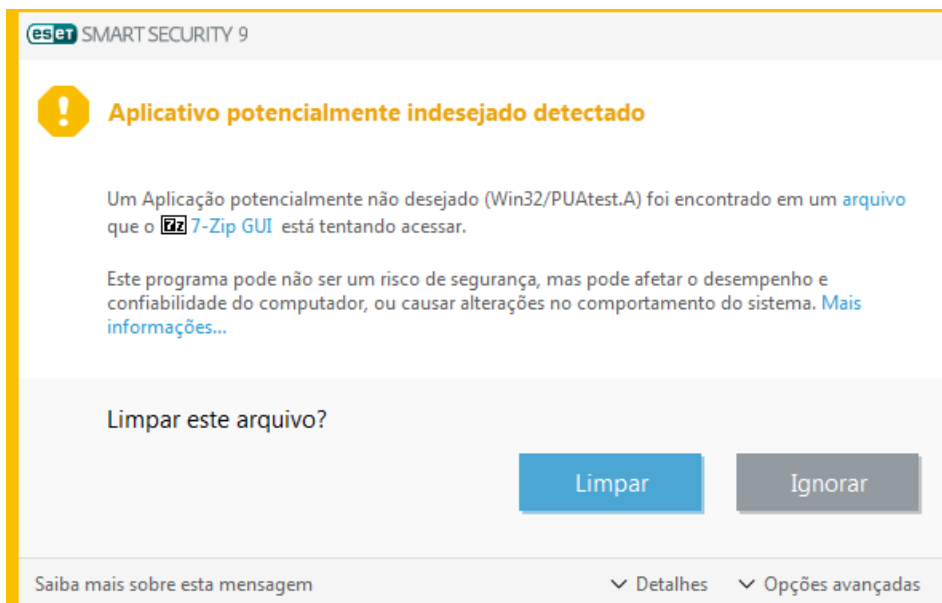 eset SMART SECURITY 9
Aplicativo potencialmente indesejado detectado
Um Aplicação potencialmente não desejado (Win32/PUAtest.A) foi encontrado em um arquivo
que o 7z 7-Zip GUI está tentando acessar.
Este programa pode não ser um risco de segurança, mas pode afetar o desempenho e
confiabilidade do computador, ou causar alterações no comportamento do sistema. Mais
informações...
Limpar este arquivo?
Limpar
Ignorar
Saiba mais sobre esta mensagem
Detalhes
Opções avançadas